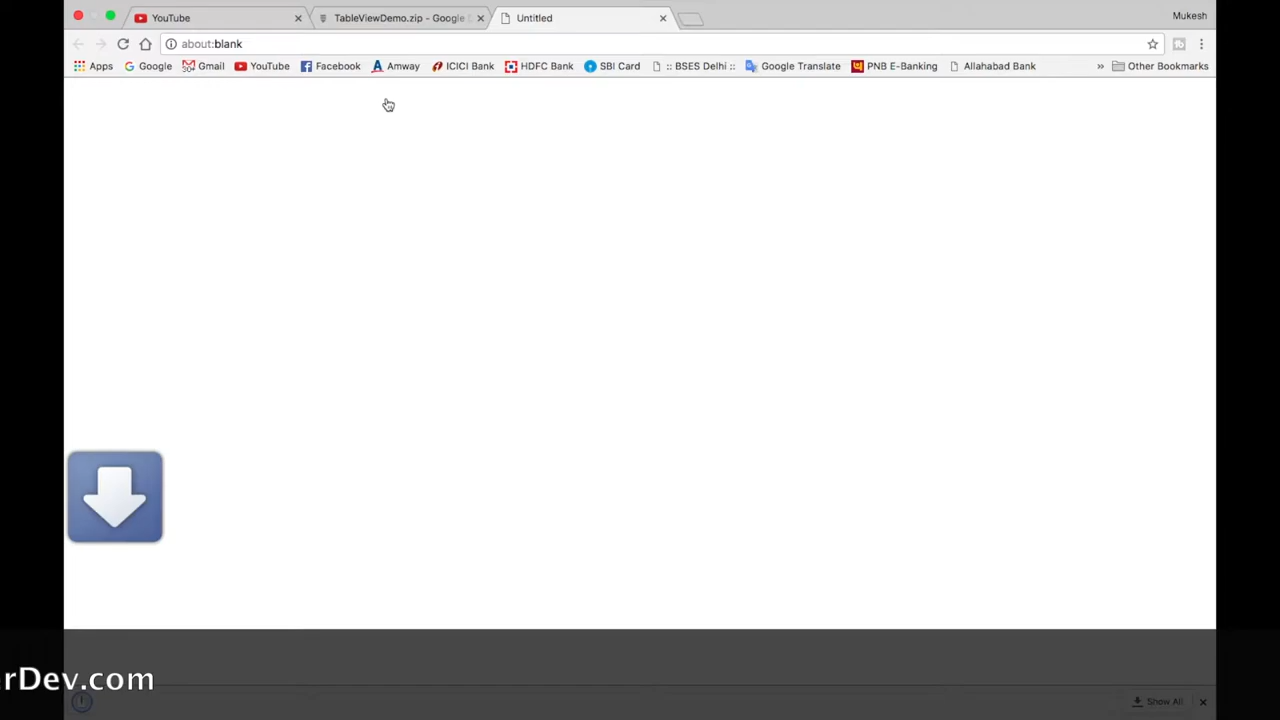 YouTube
TableViewDemo.zip - Google D
Untitled
Mukesh
about:blank
Apps
Google
Gmail
YouTube
Facebook
Amway
ICICI Bank
HDFC Bank
SBI Card
:: BSES Delhi ::
Google Translate
PNB E-Banking
Allahabad Bank
»
Other Bookmarks
rDev.com
Show All